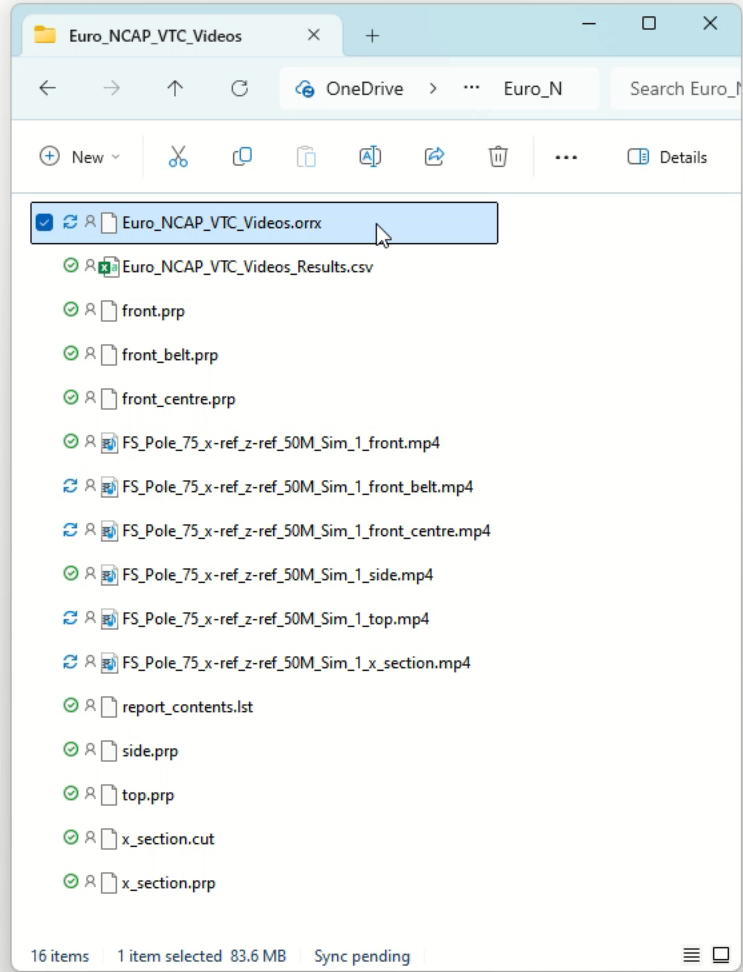 Euro_NCAP_VTC_Videos
OneDrive > ... Euro_N Search Euro_N
New Details
Euro_NCAP_VTC_Videos.orrx
Euro_NCAP_VTC_Videos_Results.csv
front.prp
front_belt.prp
front_centre.prp
FS_Pole_75_x-ref_z-ref_50M_Sim_1_front.mp4
FS_Pole_75_x-ref_z-ref_50M_Sim_1_front_belt.mp4
FS_Pole_75_x-ref_z-ref_50M_Sim_1_front_centre.mp4
FS_Pole_75_x-ref_z-ref_50M_Sim_1_side.mp4
FS_Pole_75_x-ref_z-ref_50M_Sim_1_top.mp4
FS_Pole_75_x-ref_z-ref_50M_Sim_1_x_section.mp4
report_contents.lst
side.prp
top.prp
x_section.cut
x_section.prp
16 items 1 item selected 83.6 MB Sync pending